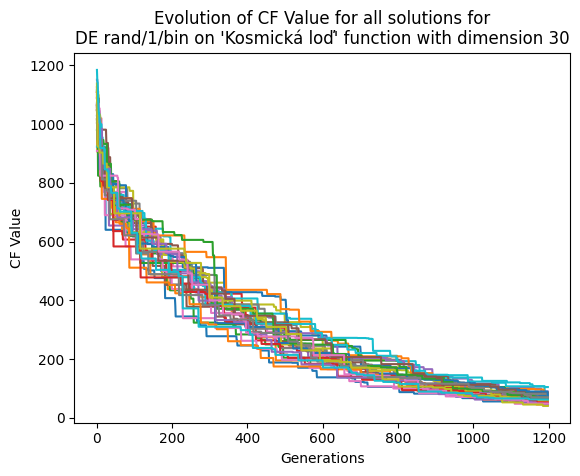 Evolution of CF Value for all solutions for
DE rand/1/bin on 'Kosmická loď' function with dimension 30
CF Value
1200
1000
800
600
400
200
0
0 200 400 600 800 1000 1200
Generations